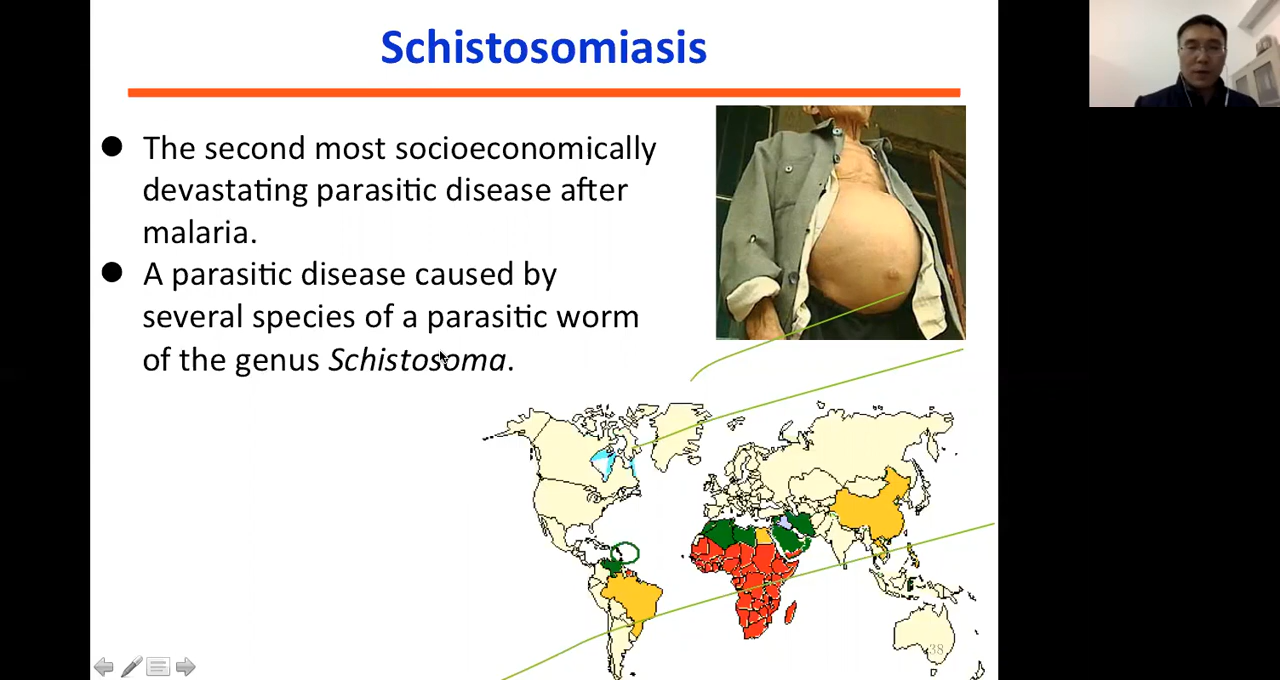 Schistosomiasis
● The second most socioeconomically
devastating parasitic disease after
malaria.
● A parasitic disease caused by
several species of a parasitic worm
of the genus Schistosoma.
38